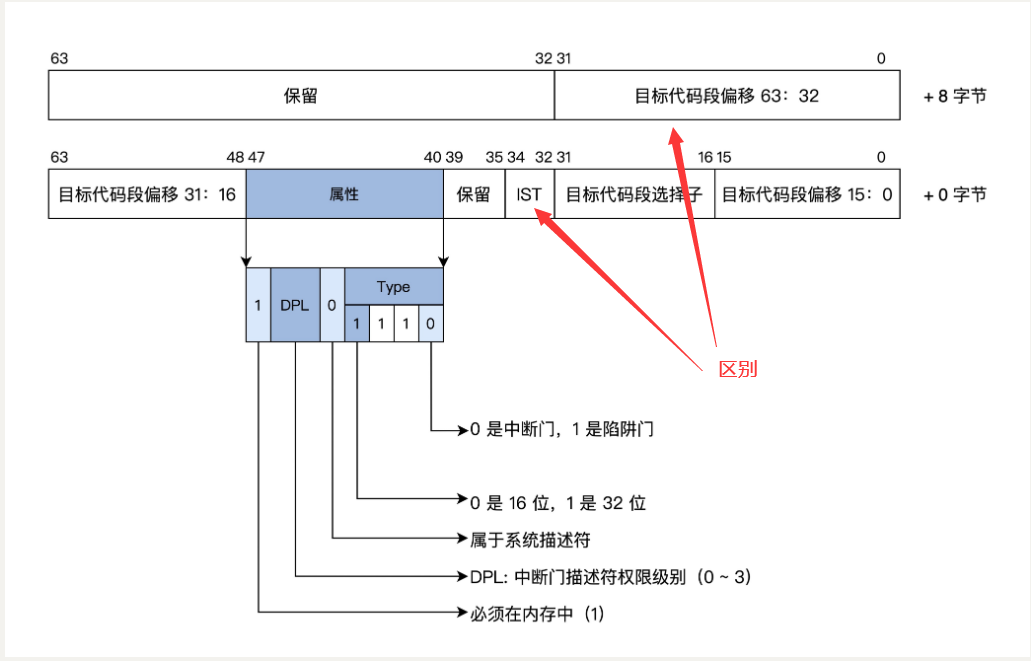 63 32 31 0
保留 目标代码段偏移 63：32 + 8 字节
63 48 47 40 39 35 34 32 31 16 15 0
目标代码段偏移 31：16 属性 保留 IST 目标代码段选择子 目标代码段偏移 15：0 + 0 字节
1 DPL 0 Type
1 1 1 0
区别
0 是中断门，1 是陷阱门
0 是 16 位，1 是 32 位
属于系统描述符
DPL: 中断门描述符权限级别（0 ~ 3）
必须在内存中（1）